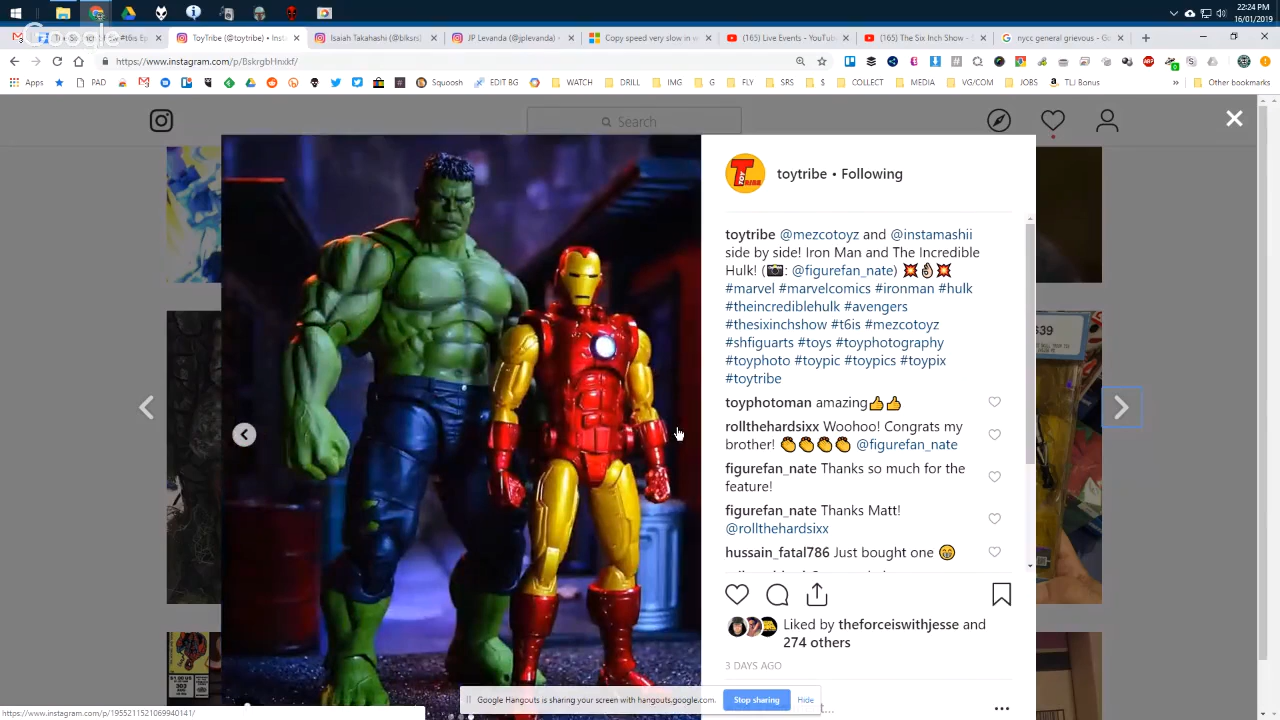 22:24
16/01/2019
ToyTribe (@toytribe) • Inst
Isaiah Takahashi (@blksrs)
JP Levanda (@jplevanda) •
Copy speed very slow in w
(165) Live Events - YouTub
(165) The Six Inch Show - S
nycc general grievous - G
https://www.instagram.com/p/BskrgbHnxkf/
Apps
PAD
Squoosh
EDIT BG
WATCH
DRILL
IMG
G
FLY
SRS
COLLECT
MEDIA
VG/COM
JOBS
TLJ Bonus
Other bookmarks
Search
toytribe • Following
toytribe @mezcotoyz and @instamashii
side by side! Iron Man and The Incredible
Hulk! (📷: @figurefan_nate) 💥👌💥
#marvel #marvelcomics #ironman #hulk
#theincrediblehulk #avengers
#thesixinchshow #t6is #mezcotoyz
#shfiguarts #toys #toyphotography
#toyphoto #toypic #toypics #toypix
#toytribe
toyphotoman amazing👍👍
rollthehardsixx Woohoo! Congrats my
brother! 👏👏👏👏 @figurefan_nate
figurefan_nate Thanks so much for the
feature!
figurefan_nate Thanks Matt!
@rollthehardsixx
hussain_fatal786 Just bought one 😁
Liked by theforceiswithjesse and
274 others
3 DAYS AGO
$39
Google Hangouts is sharing your screen with hangouts.google.com.
Stop sharing
Hide
https://www.instagram.com/p/1955211521069940141/